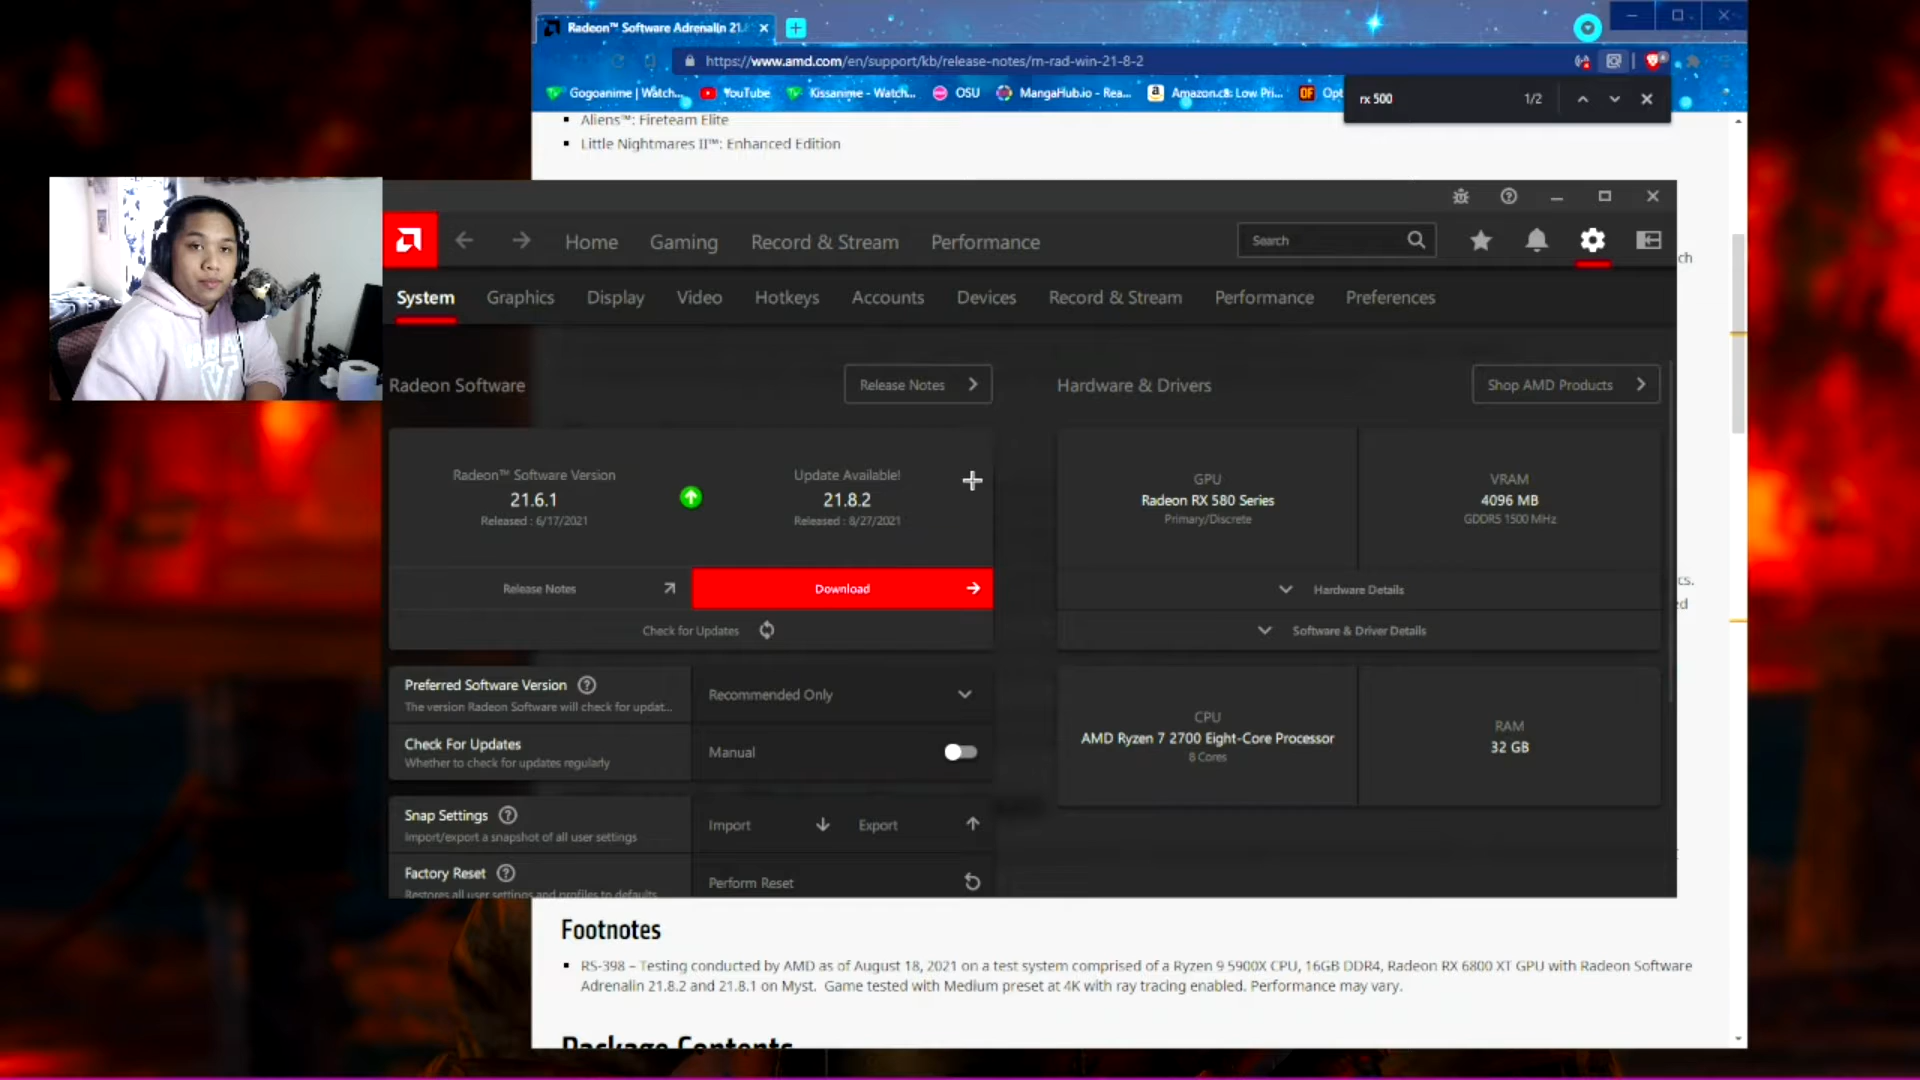 Radeon™ Software Adrenalin 21.
https://www.amd.com/en/support/kb/release-notes/rn-rad-win-21-8-2
Gogoanime | Watch... YouTube Kissanime - Watch... OSU MangaHub.io - Rea... Amazon.ca: Low Pri... Opt
rx 500 1/2
Aliens™: Fireteam Elite
Little Nightmares II™: Enhanced Edition
Home Gaming Record & Stream Performance Search
System Graphics Display Video Hotkeys Accounts Devices Record & Stream Performance Preferences
Radeon Software Release Notes Hardware & Drivers Shop AMD Products
Radeon™ Software Version
21.6.1
Released : 6/17/2021
Update Available!
21.8.2
Released : 8/27/2021
Release Notes Download
Check for Updates
GPU
Radeon RX 580 Series
Primary/Discrete
VRAM
4096 MB
GDDR5 1500 MHz
Hardware Details
Software & Driver Details
Preferred Software Version Recommended Only
The version Radeon Software will check for updat...
Check For Updates Manual
Whether to check for updates regularly
Snap Settings Import Export
Import/export a snapshot of all user settings
Factory Reset Perform Reset
Restores all user settings and profiles to defaults
CPU
AMD Ryzen 7 2700 Eight-Core Processor
8 Cores
RAM
32 GB
Footnotes
RS-398 – Testing conducted by AMD as of August 18, 2021 on a test system comprised of a Ryzen 9 5900X CPU, 16GB DDR4, Radeon RX 6800 XT GPU with Radeon Software
Adrenalin 21.8.2 and 21.8.1 on Myst. Game tested with Medium preset at 4K with ray tracing enabled. Performance may vary.
Package Contents